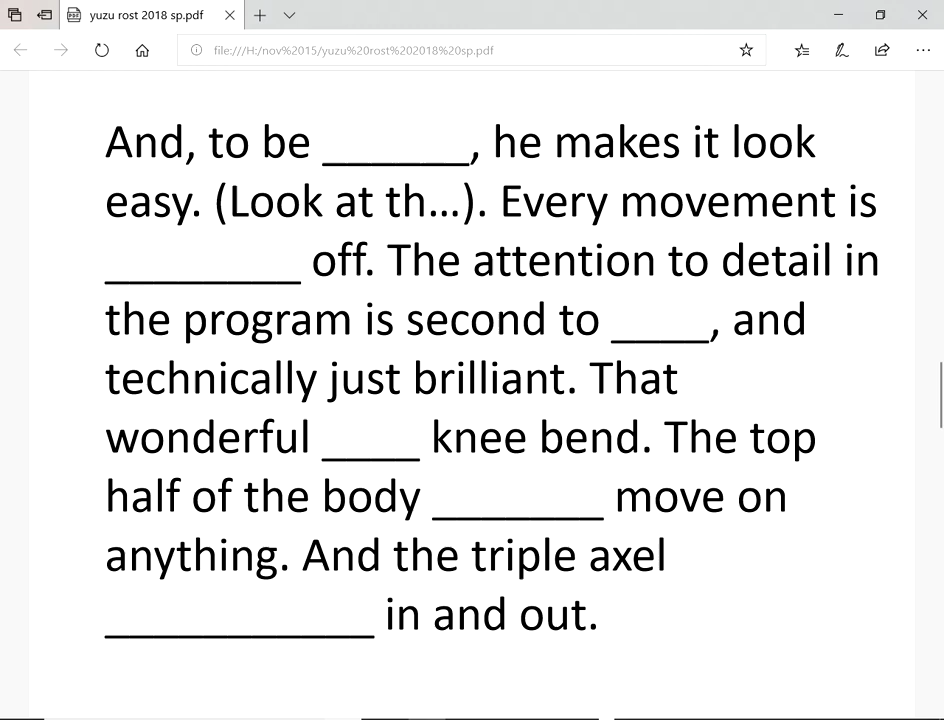 yuzu rost 2018 sp.pdf
file:///H:/nov%2015/yuzu%20rost%202018%20sp.pdf
And, to be ______, he makes it look
easy. (Look at th...). Every movement is
________ off. The attention to detail in
the program is second to ____, and
technically just brilliant. That
wonderful ____ knee bend. The top
half of the body _______ move on
anything. And the triple axel
___________ in and out.